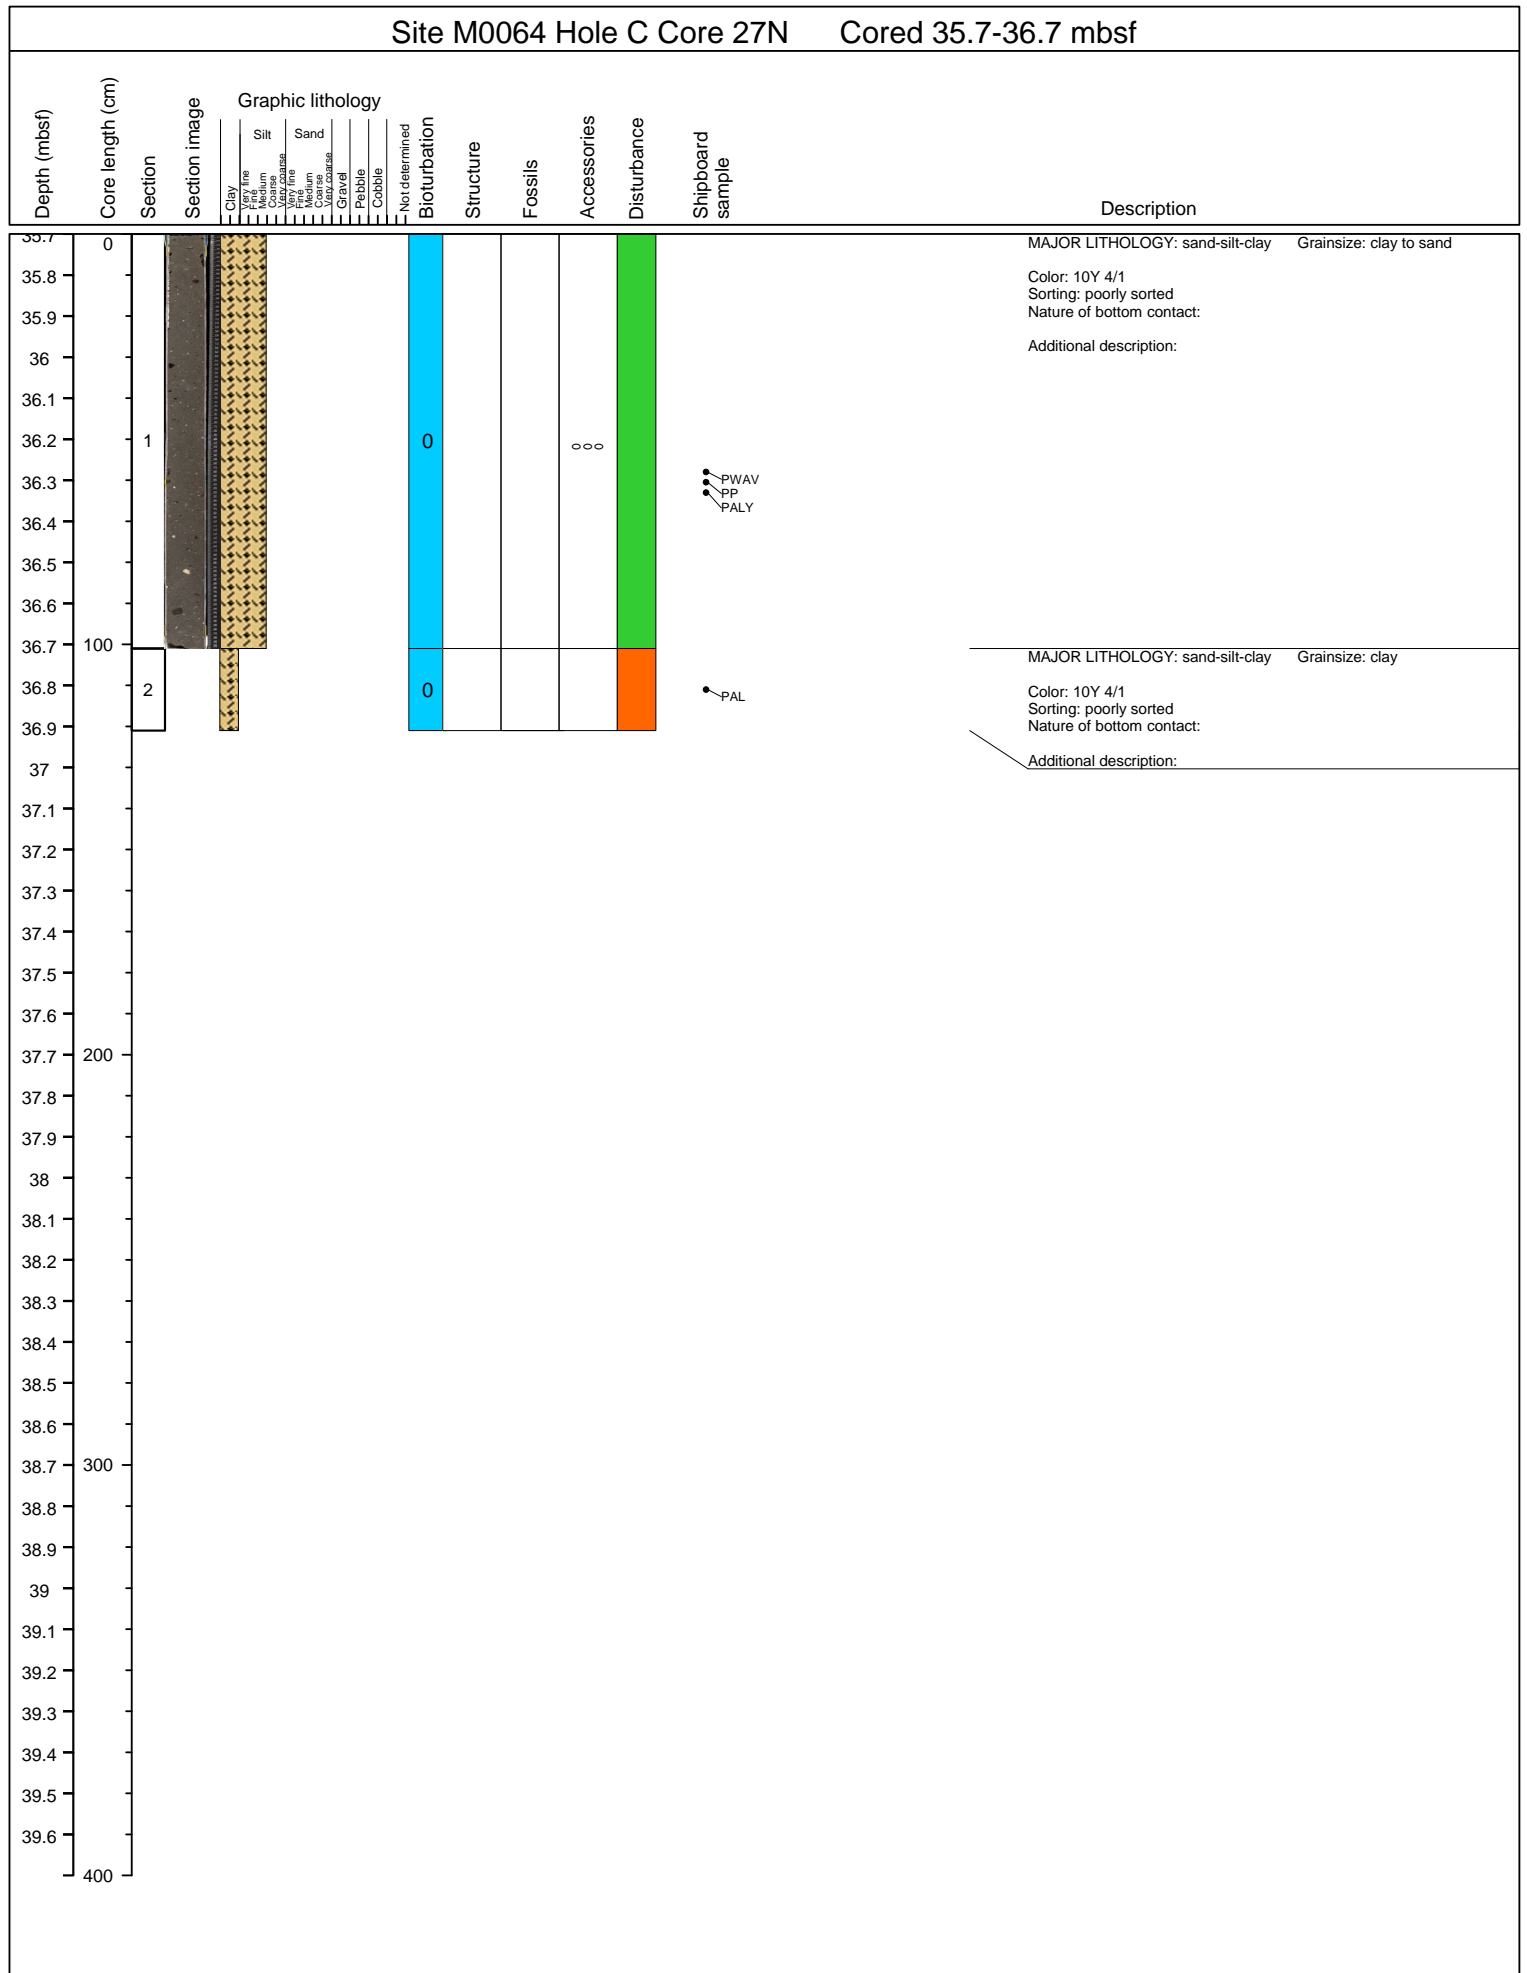 Site M0064 Hole C Core 27N Cored 35.7-36.7 mbsf
Depth (mbsf)
Core length (cm)
Section
Section image
Graphic lithology
Clay
Silt
Very fine
Fine
Medium
Coarse
Very coarse
Sand
Very fine
Fine
Medium
Coarse
Very coarse
Gravel
Pebble
Cobble
Not determined
Bioturbation
Structure
Fossils
Accessories
Disturbance
Shipboard
sample
Description
35.7
35.8
35.9
36
36.1
36.2
36.3
36.4
36.5
36.6
36.7
36.8
36.9
37
37.1
37.2
37.3
37.4
37.5
37.6
37.7
37.8
37.9
38
38.1
38.2
38.3
38.4
38.5
38.6
38.7
38.8
38.9
39
39.1
39.2
39.3
39.4
39.5
39.6
0
100
200
300
400
1
2
0
0
PWAV
PP
PALY
PAL
MAJOR LITHOLOGY: sand-silt-clay Grainsize: clay to sand
Color: 10Y 4/1
Sorting: poorly sorted
Nature of bottom contact:
Additional description:
MAJOR LITHOLOGY: sand-silt-clay Grainsize: clay
Color: 10Y 4/1
Sorting: poorly sorted
Nature of bottom contact:
Additional description: